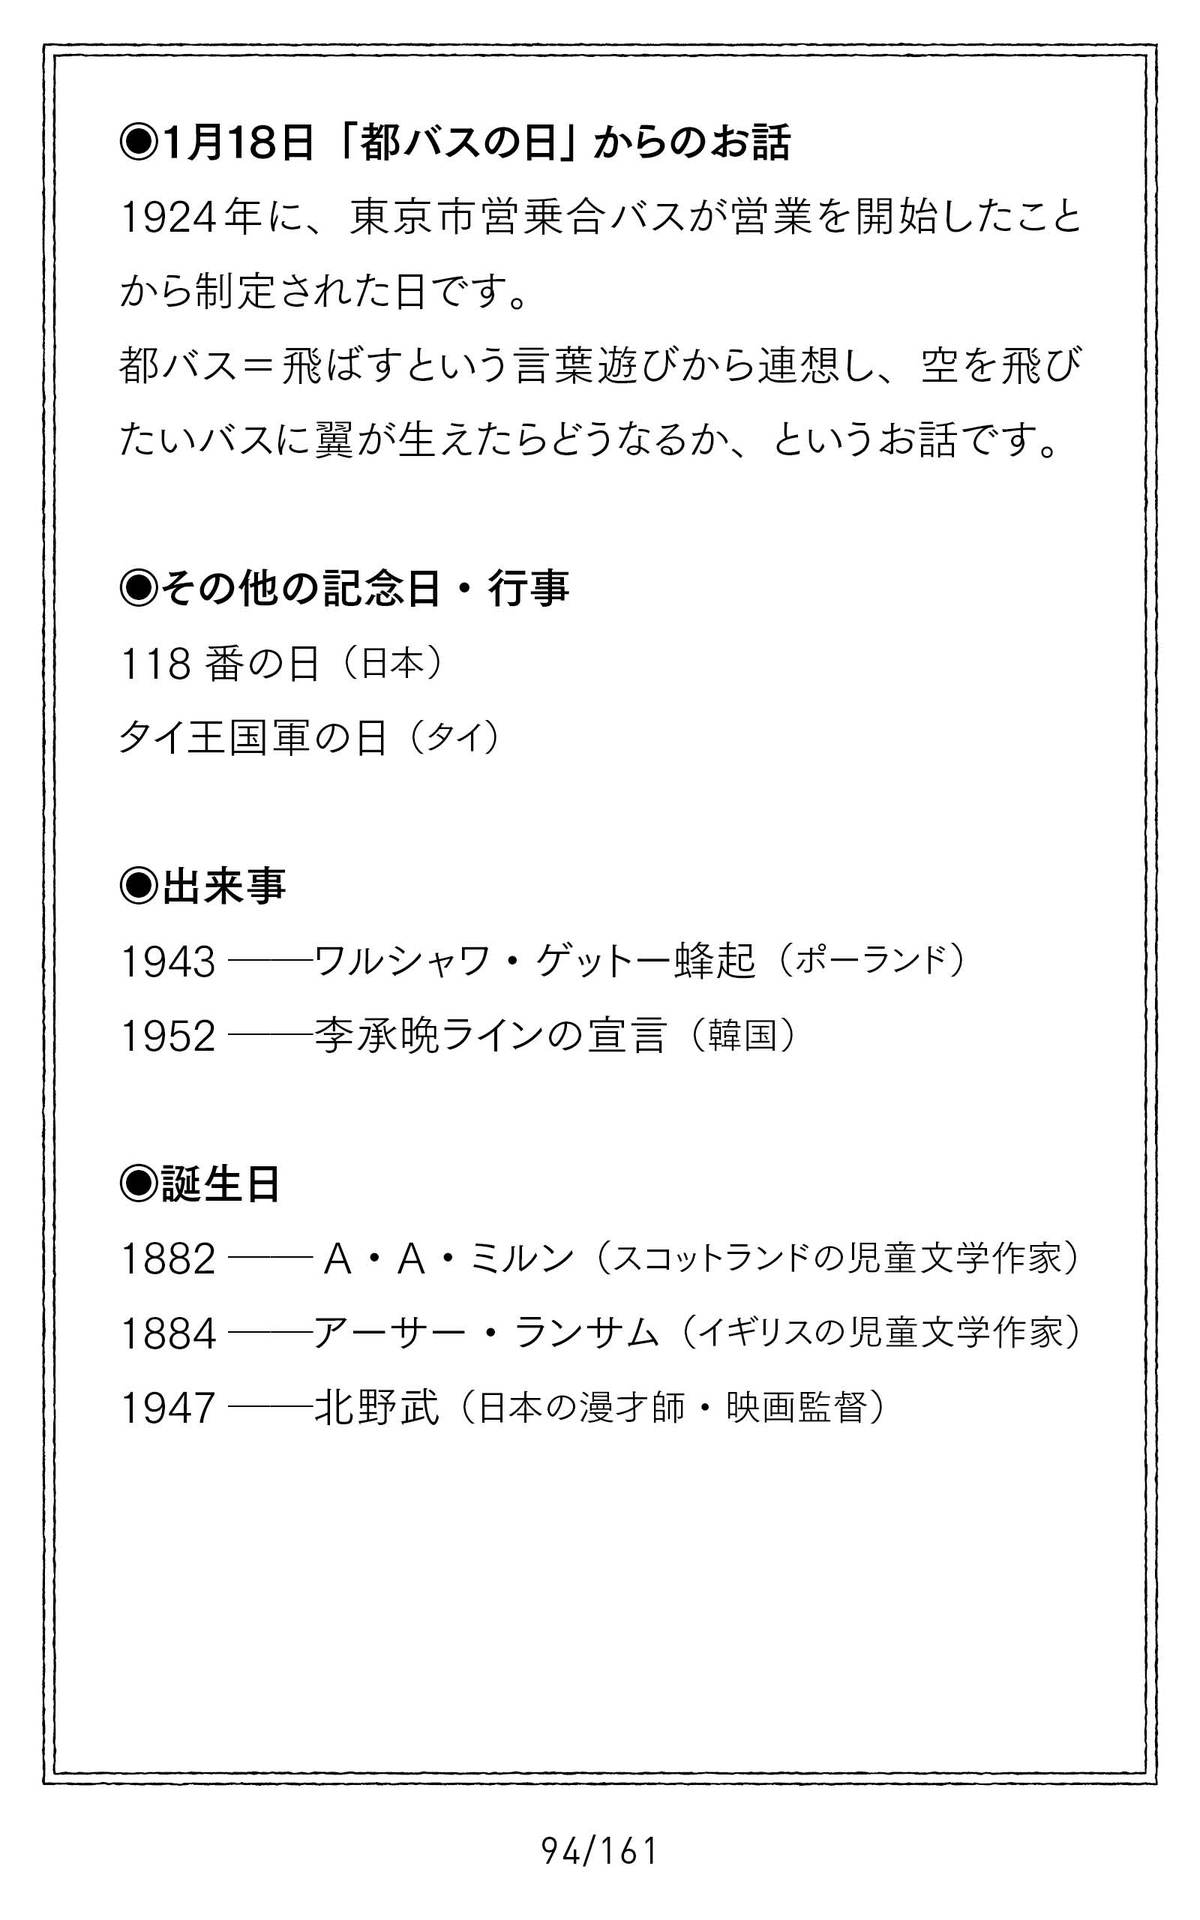 ◉1月18日「都バスの日」からのお話
1924年に、東京市営乗合バスが営業を開始したこと
から制定された日です。
都バス＝飛ばすという言葉遊びから連想し、空を飛び
たいバスに翼が生えたらどうなるか、というお話です。
◉その他の記念日・行事
118番の日（日本）
タイ王国軍の日（タイ）
◉出来事
1943 ──ワルシャワ・ゲットー蜂起（ポーランド）
1952 ──李承晩ラインの宣言（韓国）
◉誕生日
1882 ──A・A・ミルン（スコットランドの児童文学作家）
1884 ──アーサー・ランサム（イギリスの児童文学作家）
1947 ──北野武（日本の漫才師・映画監督）
94/161